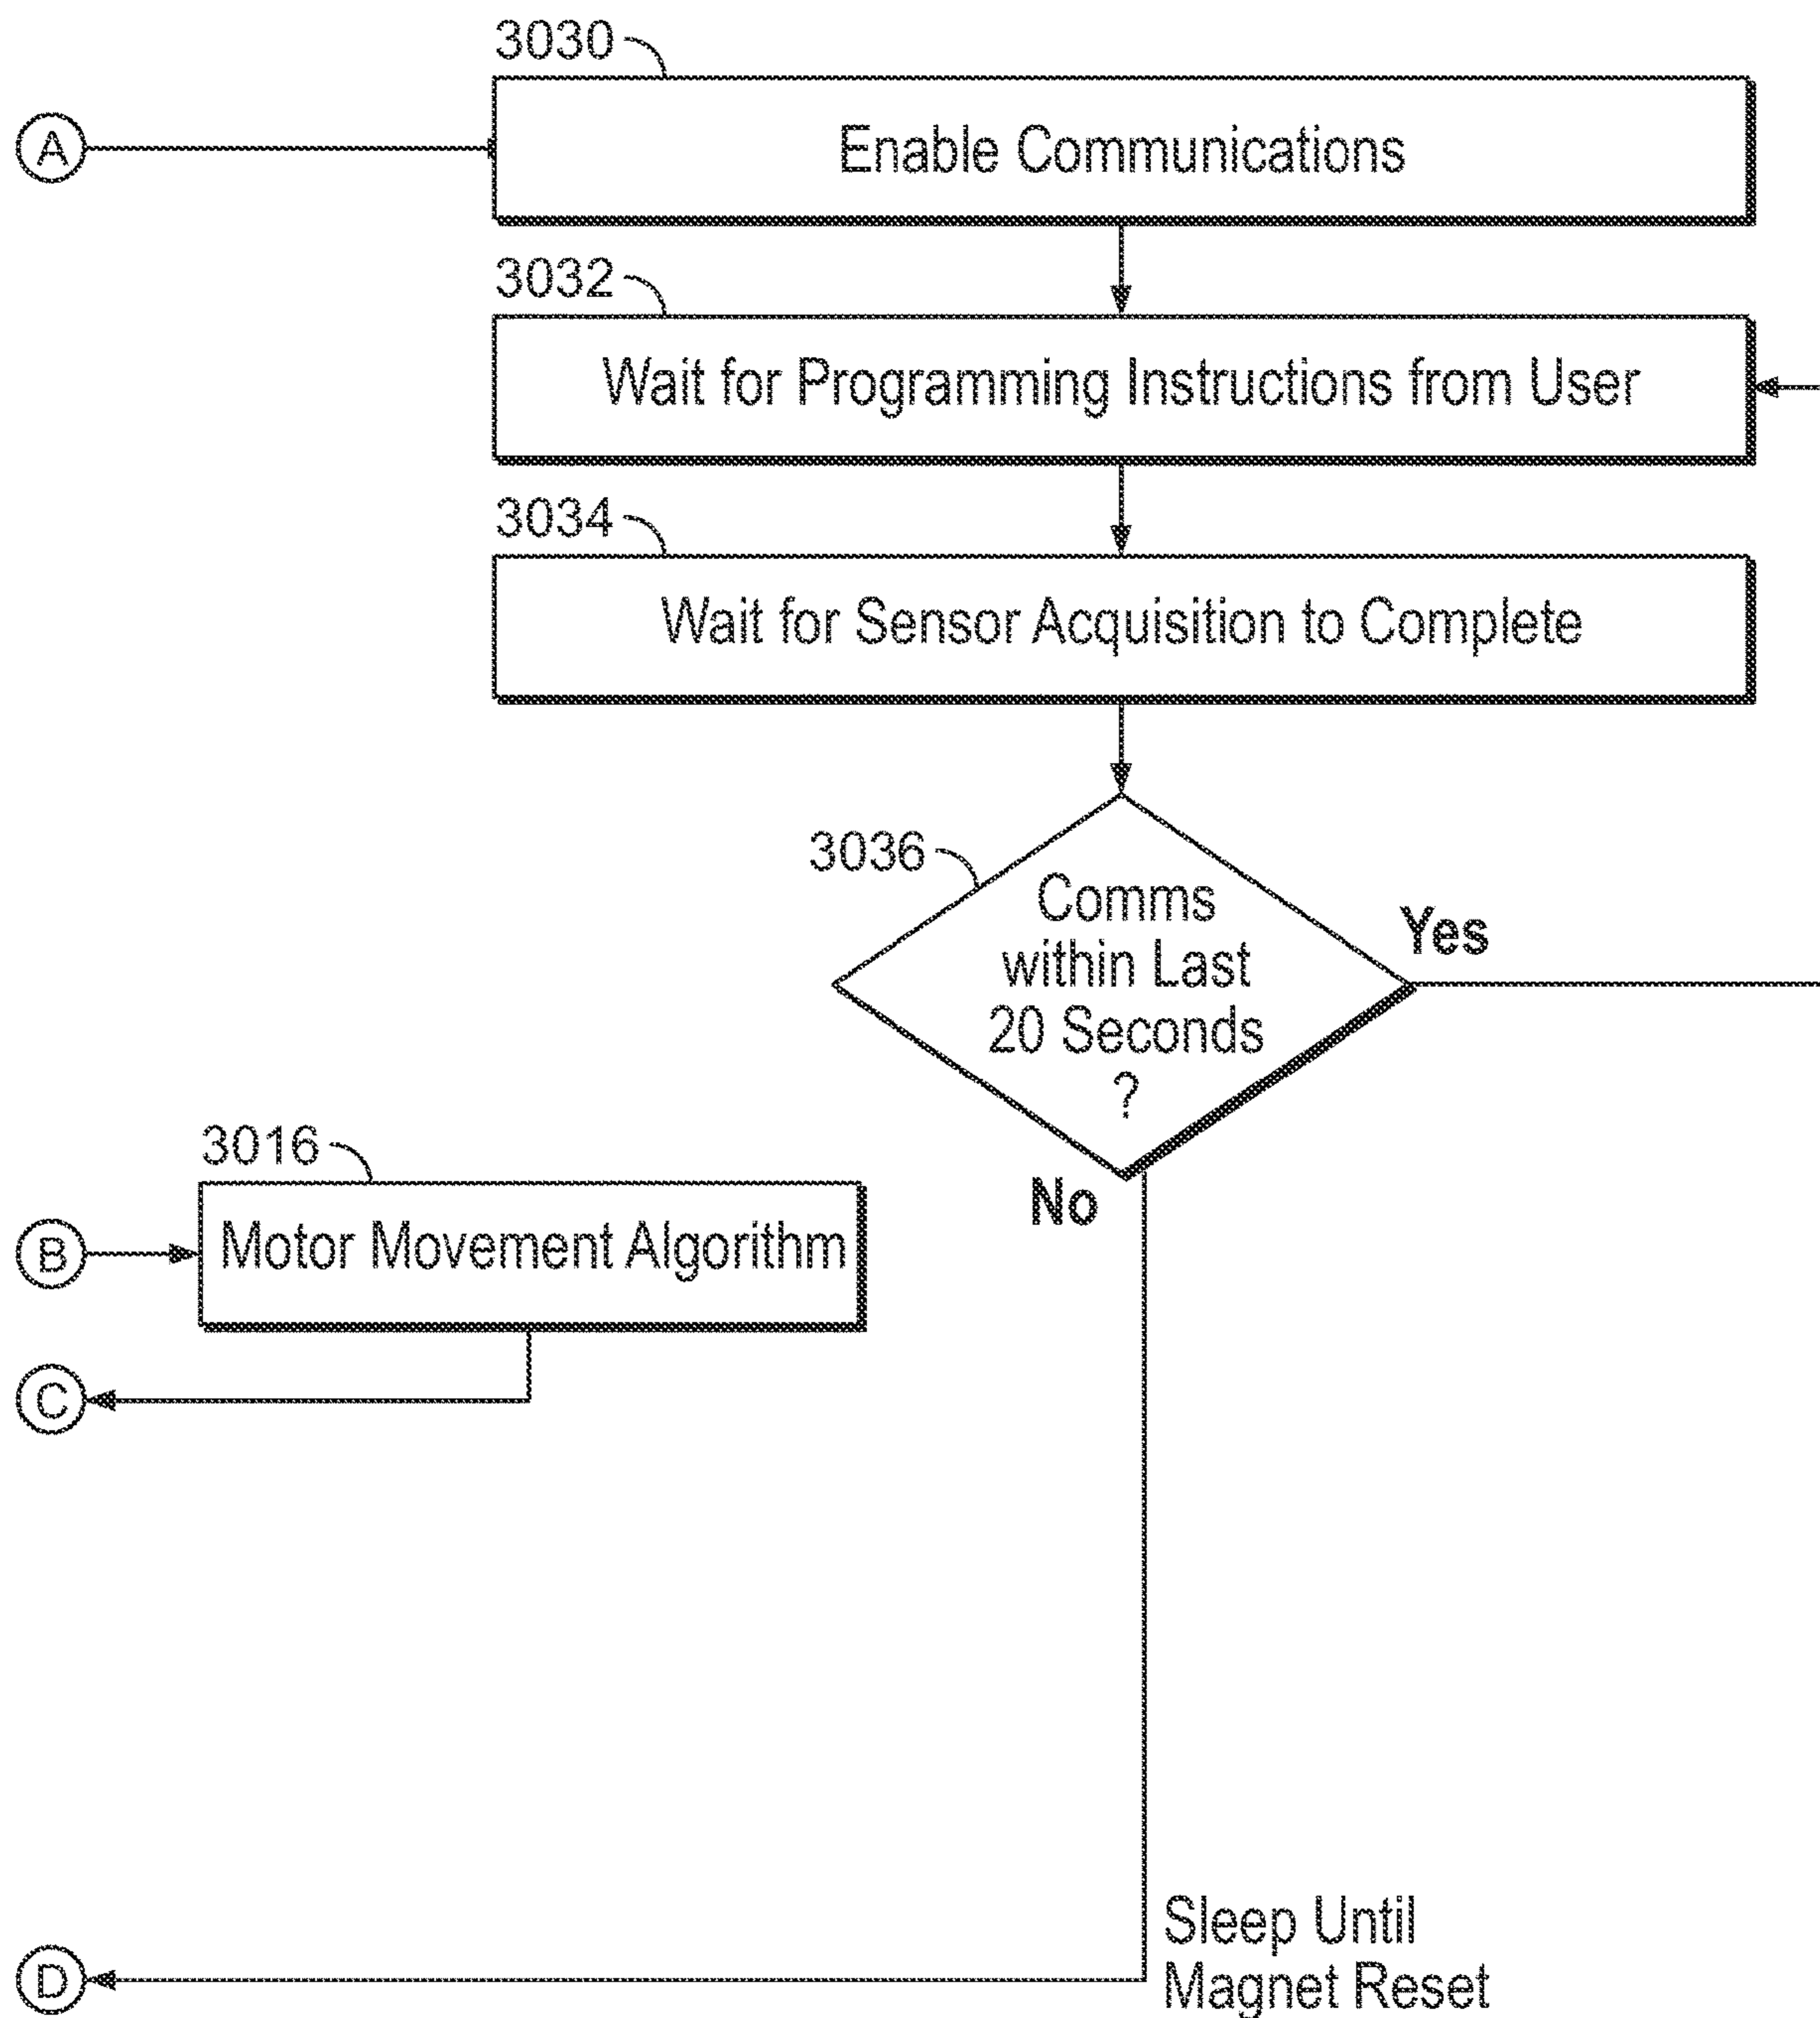 3030
A
Enable Communications
3032
Wait for Programming Instructions from User
3034
Wait for Sensor Acquisition to Complete
3036
Comms
within Last
20 Seconds
?
Yes
No
3016
B
Motor Movement Algorithm
C
Sleep Until
Magnet Reset
D